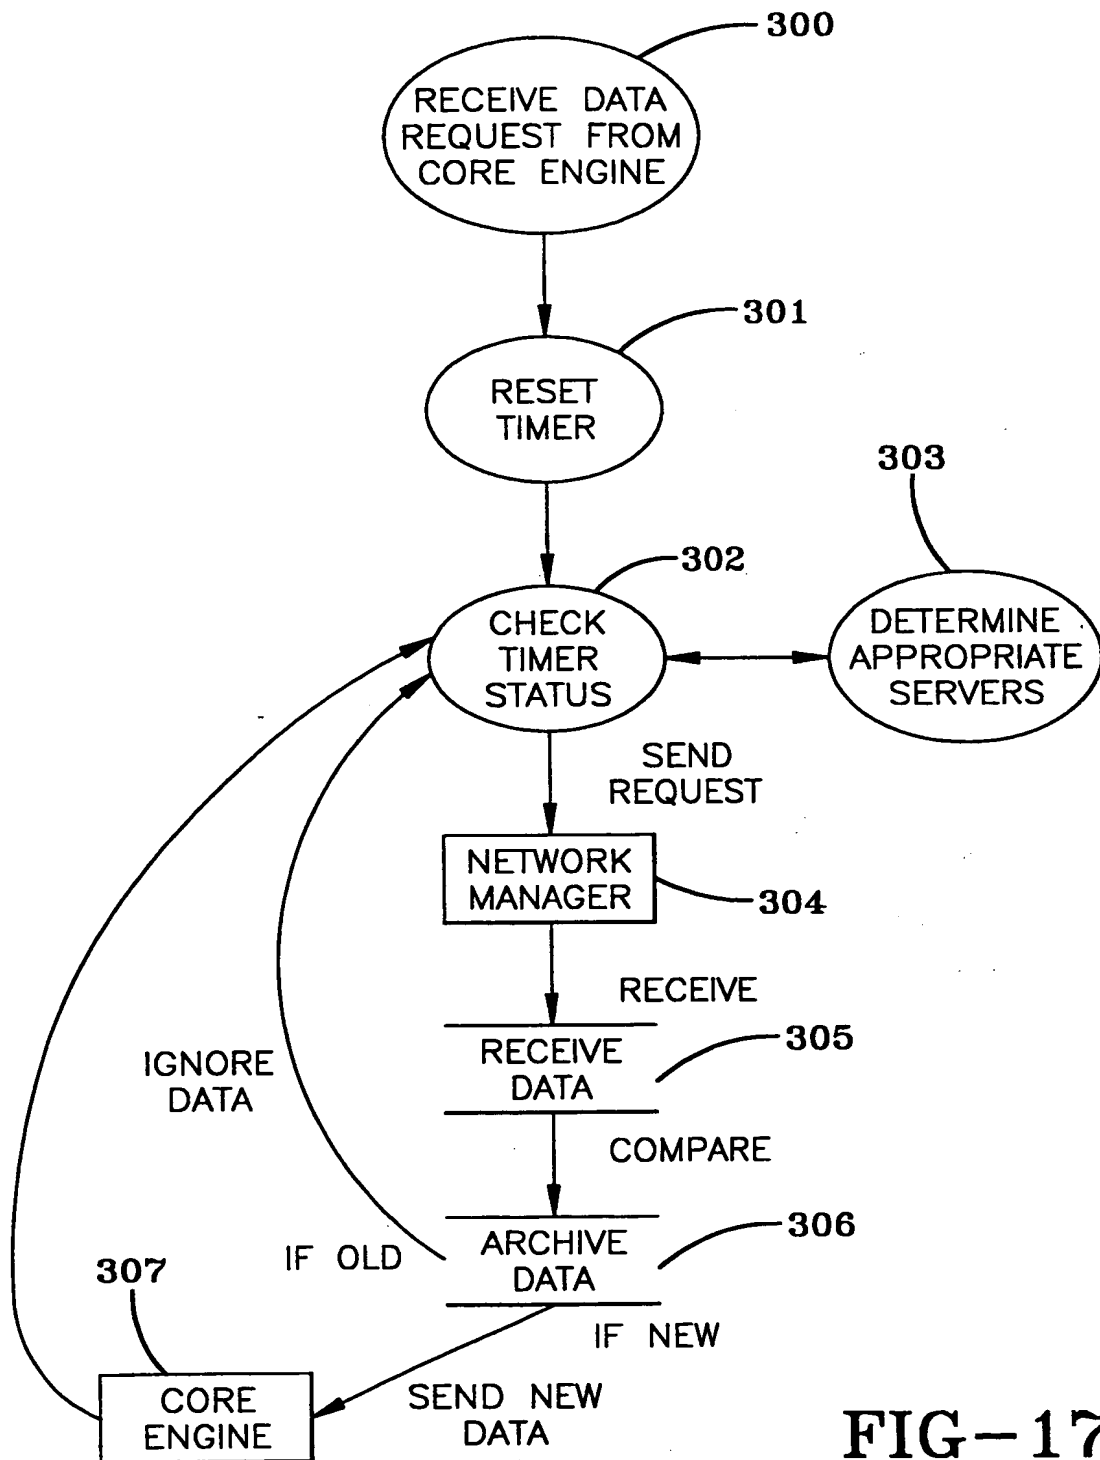 300
RECEIVE DATA
REQUEST FROM
CORE ENGINE
301
RESET
TIMER
303
302
CHECK
TIMER
STATUS
DETERMINE
APPROPRIATE
SERVERS
SEND
REQUEST
NETWORK
MANAGER
304
RECEIVE
305
RECEIVE
DATA
IGNORE
DATA
COMPARE
306
ARCHIVE
DATA
IF OLD
307
IF NEW
CORE
ENGINE
SEND NEW
DATA
FIG-17